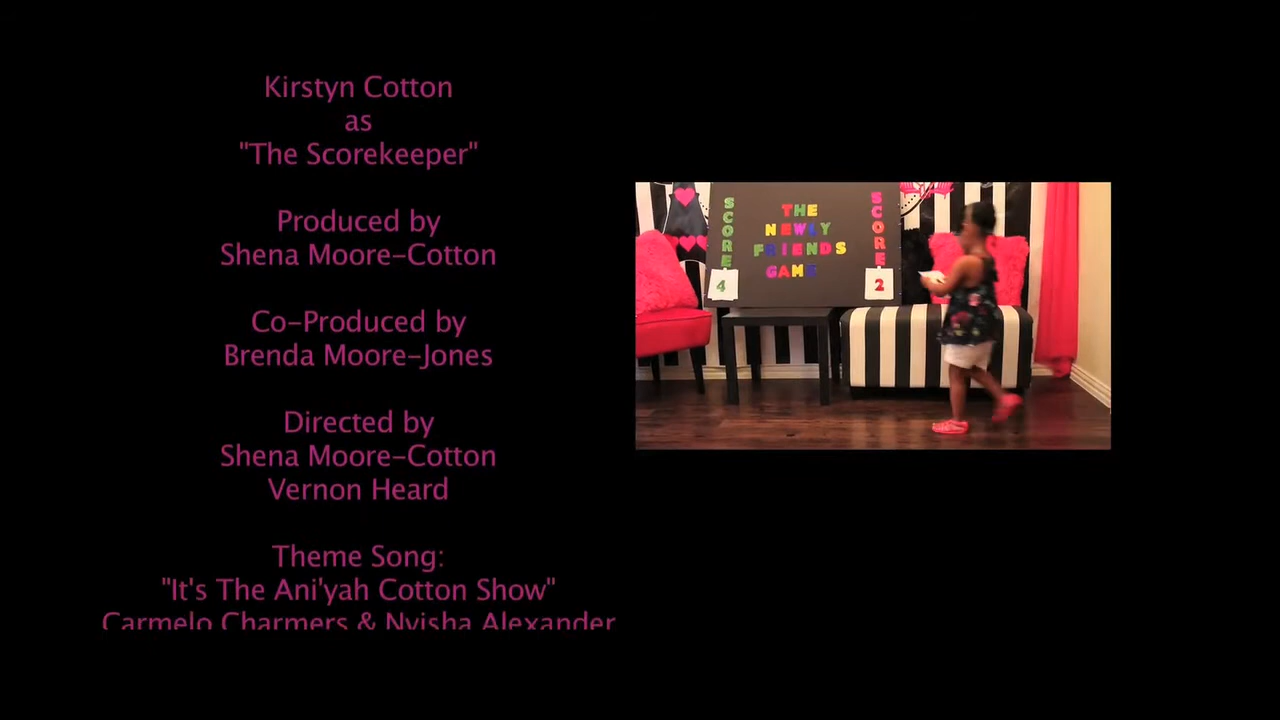 Kirstyn Cotton
as
"The Scorekeeper"
Produced by
Shena Moore-Cotton
Co-Produced by
Brenda Moore-Jones
Directed by
Shena Moore-Cotton
Vernon Heard
Theme Song:
"It's The Ani'yah Cotton Show"
Carmelo Charmers & Nyisha Alexander
SCORE
4
THE
NEWLY
FRIENDS
GAME
SCORE
2